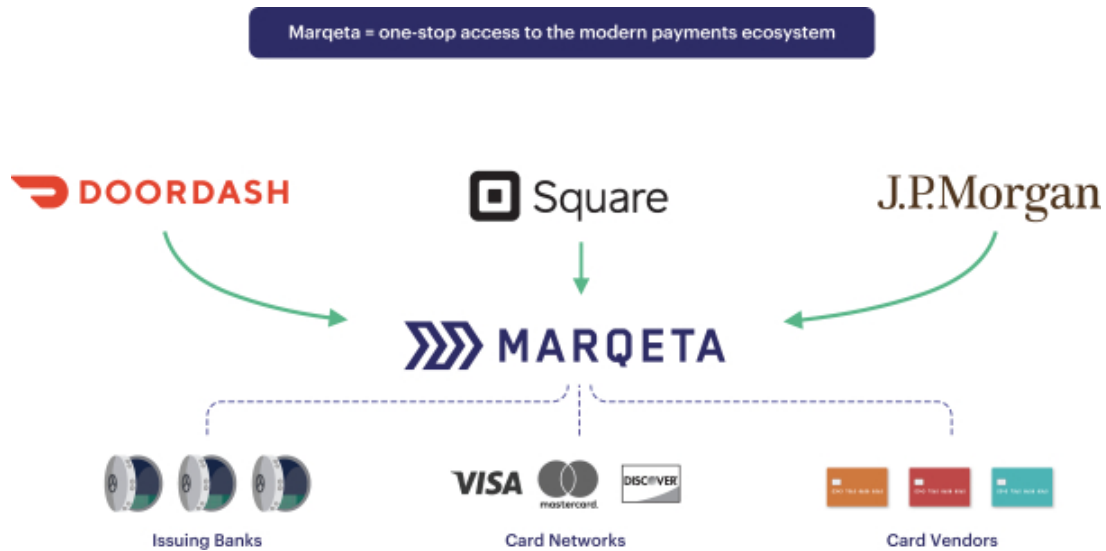 Marqeta = one-stop access to the modern payments ecosystem
DOORDASH
Square
J.P.Morgan
MARQETA
VISA
mastercard.
DISCOVER
Issuing Banks
Card Networks
Card Vendors